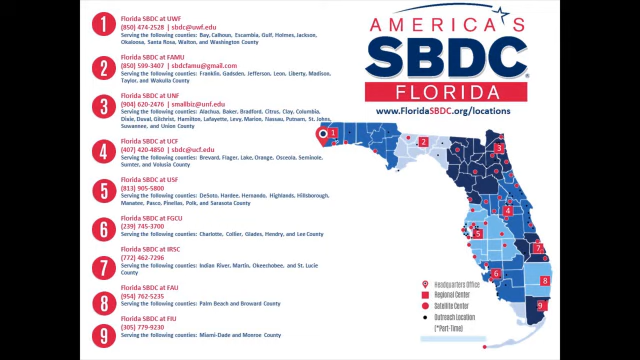 1
Florida SBDC at UWF
(850) 474-2528 | sbdc@uwf.edu
Serving the following counties: Bay, Calhoun, Escambia, Gulf, Holmes, Jackson,
Okaloosa, Santa Rosa, Walton, and Washington County
2
Florida SBDC at FAMU
(850) 599-3407 | sbdcfamu@gmail.com
Serving the following counties: Franklin, Gadsden, Jefferson, Leon, Liberty, Madison,
Taylor, and Wakulla County
3
Florida SBDC at UNF
(904) 620-2476 | smallbiz@unf.edu
Serving the following counties: Alachua, Baker, Bradford, Citrus, Clay, Columbia,
Dixie, Duval, Gilchrist, Hamilton, Lafayette, Levy, Marion, Nassau, Putnam, St. Johns,
Suwannee, and Union County
4
Florida SBDC at UCF
(407) 420-4850 | sbdc@ucf.edu
Serving the following counties: Brevard, Flager, Lake, Orange, Osceola, Seminole,
Sumter, and Volusia County
5
Florida SBDC at USF
(813) 905-5800
Serving the following counties: DeSoto, Hardee, Hernando, Highlands, Hillsborough,
Manatee, Pasco, Pinellas, Polk, and Sarasota County
6
Florida SBDC at FGCU
(239) 745-3700
Serving the following counties: Charlotte, Collier, Glades, Hendry, and Lee County
7
Florida SBDC at IRSC
(772) 462-7296
Serving the following counties: Indian River, Martin, Okeechobee, and St. Lucie
County
8
Florida SBDC at FAU
(954) 762-5235
Serving the following counties: Palm Beach and Broward County
9
Florida SBDC at FIU
(305) 779-9230
Serving the following counties: Miami-Dade and Monroe County
AMERICA'S
SBDC®
FLORIDA
www.FloridaSBDC.org/locations
1
2
3
4
5
6
7
8
9
Headquarters Office
Regional Center
Satellite Center
Outreach Location
(*Part-Time)